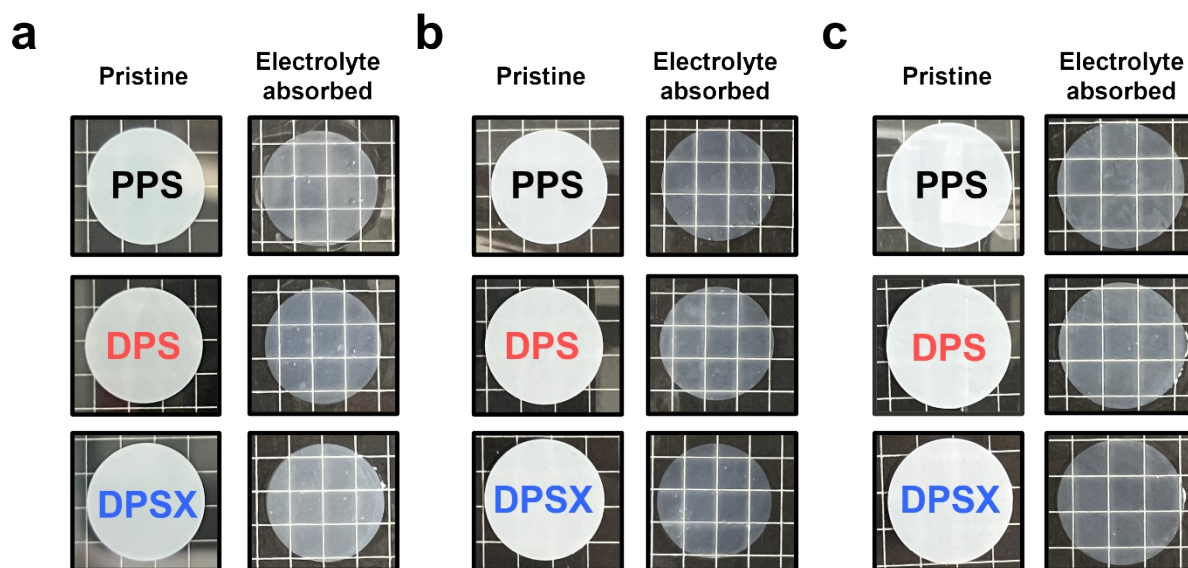 a
b
c
Pristine
Electrolyte
absorbed
Pristine
Electrolyte
absorbed
Pristine
Electrolyte
absorbed
PPS
PPS
PPS
DPS
DPS
DPS
DPSX
DPSX
DPSX